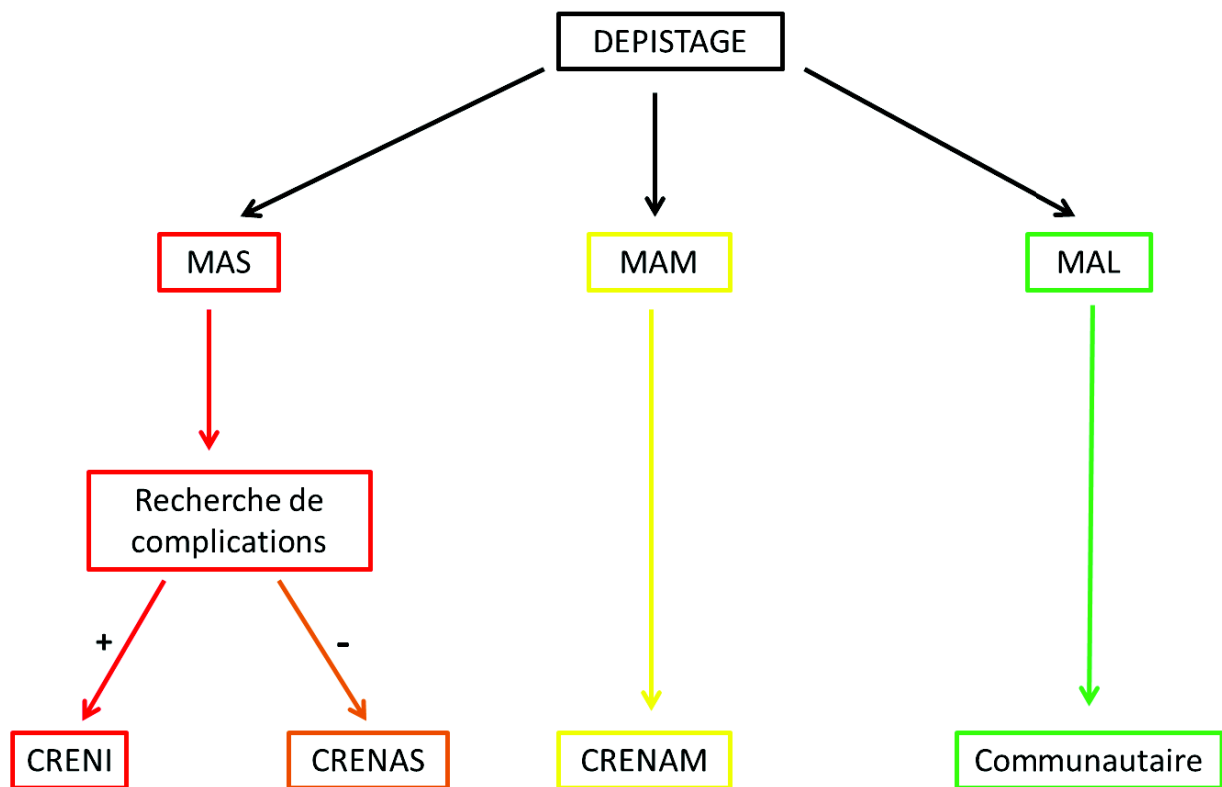 DEPISTAGE
MAS
MAM
MAL
Recherche de
complications
+
-
CRENI
CRENAS
CRENAM
Communautaire